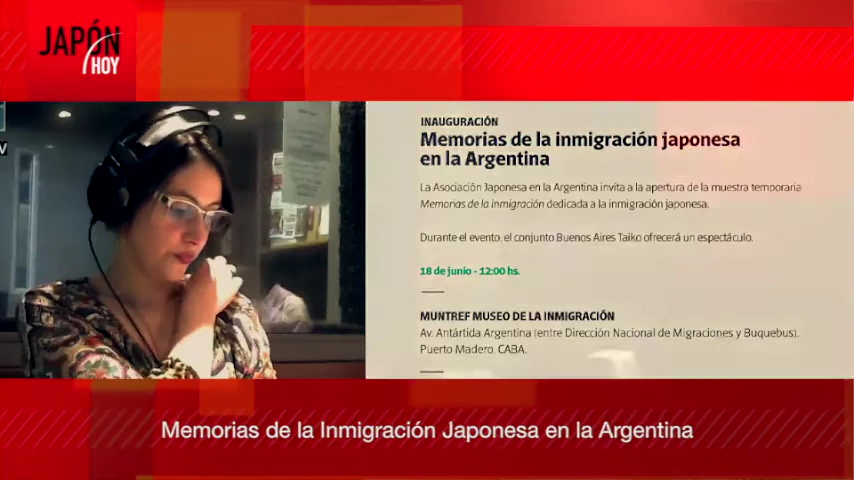 JAPÓN
HOY
V
INAUGURACIÓN
Memorias de la inmigración japonesa
en la Argentina
La Asociación Japonesa en la Argentina invita a la apertura de la muestra temporaria
Memorias de la Inmigración dedicada a la inmigración japonesa.
Durante el evento, el conjunto Buenos Aires Taiko ofrecerá un espectáculo.
18 de junio - 12:00 hs.
MUNTREF MUSEO DE LA INMIGRACIÓN
Av. Antártida Argentina (entre Dirección Nacional de Migraciones y Buquebus).
Puerto Madero. CABA.
Memorias de la Inmigración Japonesa en la Argentina